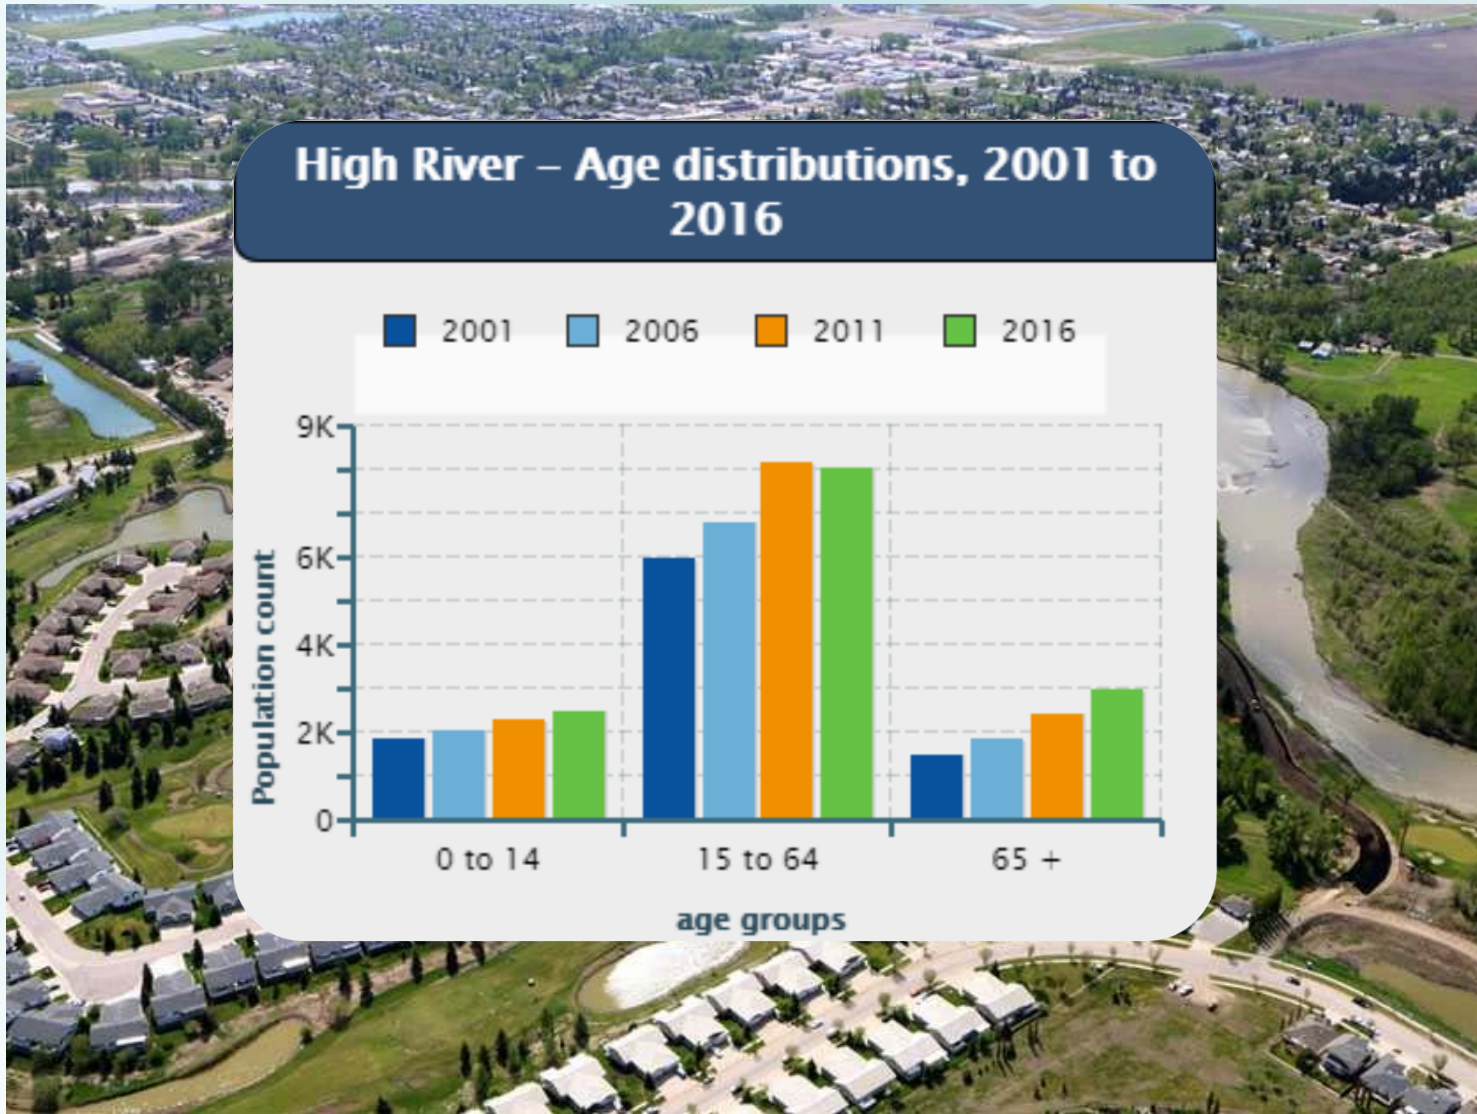 High River – Age distributions, 2001 to
2016
2001 2006 2011 2016
9K
6K
4K
2K
0
Population count
0 to 14 15 to 64 65 +
age groups